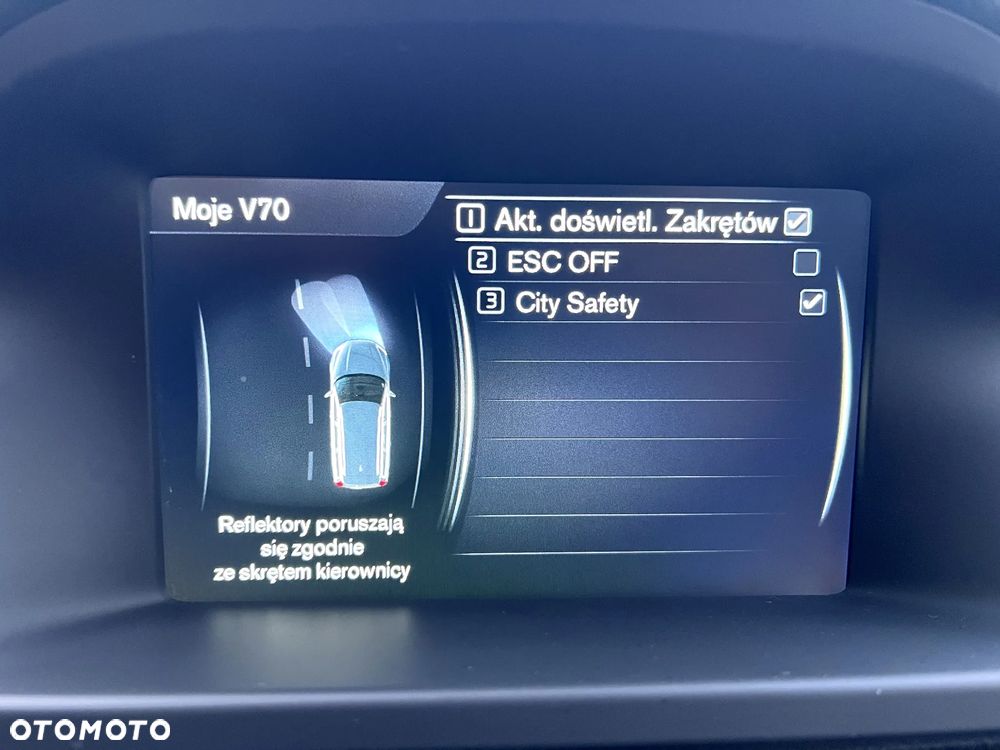 Moje V70
1 Akt. doświetl. Zakrętów
2 ESC OFF
3 City Safety
Reflektory poruszają
się zgodnie
ze skrętem kierownicy
OTOMOTO